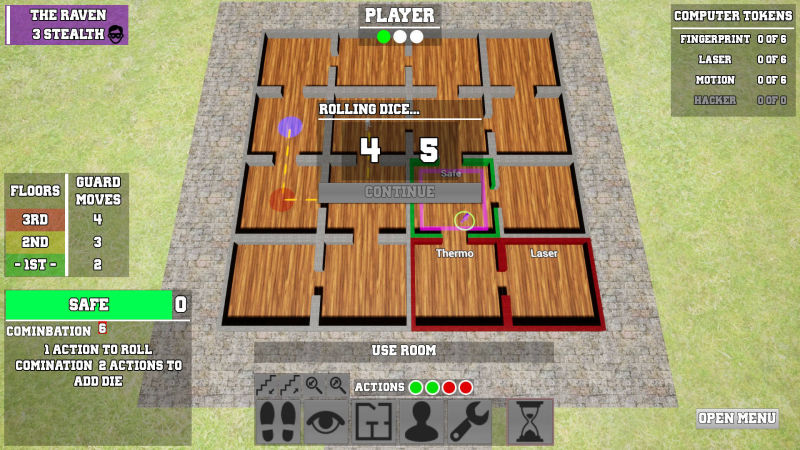 THE RAVEN
3 STEALTH
PLAYER
COMPUTER TOKENS
FINGERPRINT 0 OF 6
LASER 0 OF 6
MOTION 0 OF 6
HACKER 0 OF 0
ROLLING DICE...
4 5
Safe
CONTINUE
FLOORS GUARD MOVES
3RD 4
2ND 3
- 1ST - 2
Thermo Laser
SAFE 0
COMINBATION 6
1 ACTION TO ROLL
COMINATION 2 ACTIONS TO
ADD DIE
USE ROOM
ACTIONS
OPEN MENU